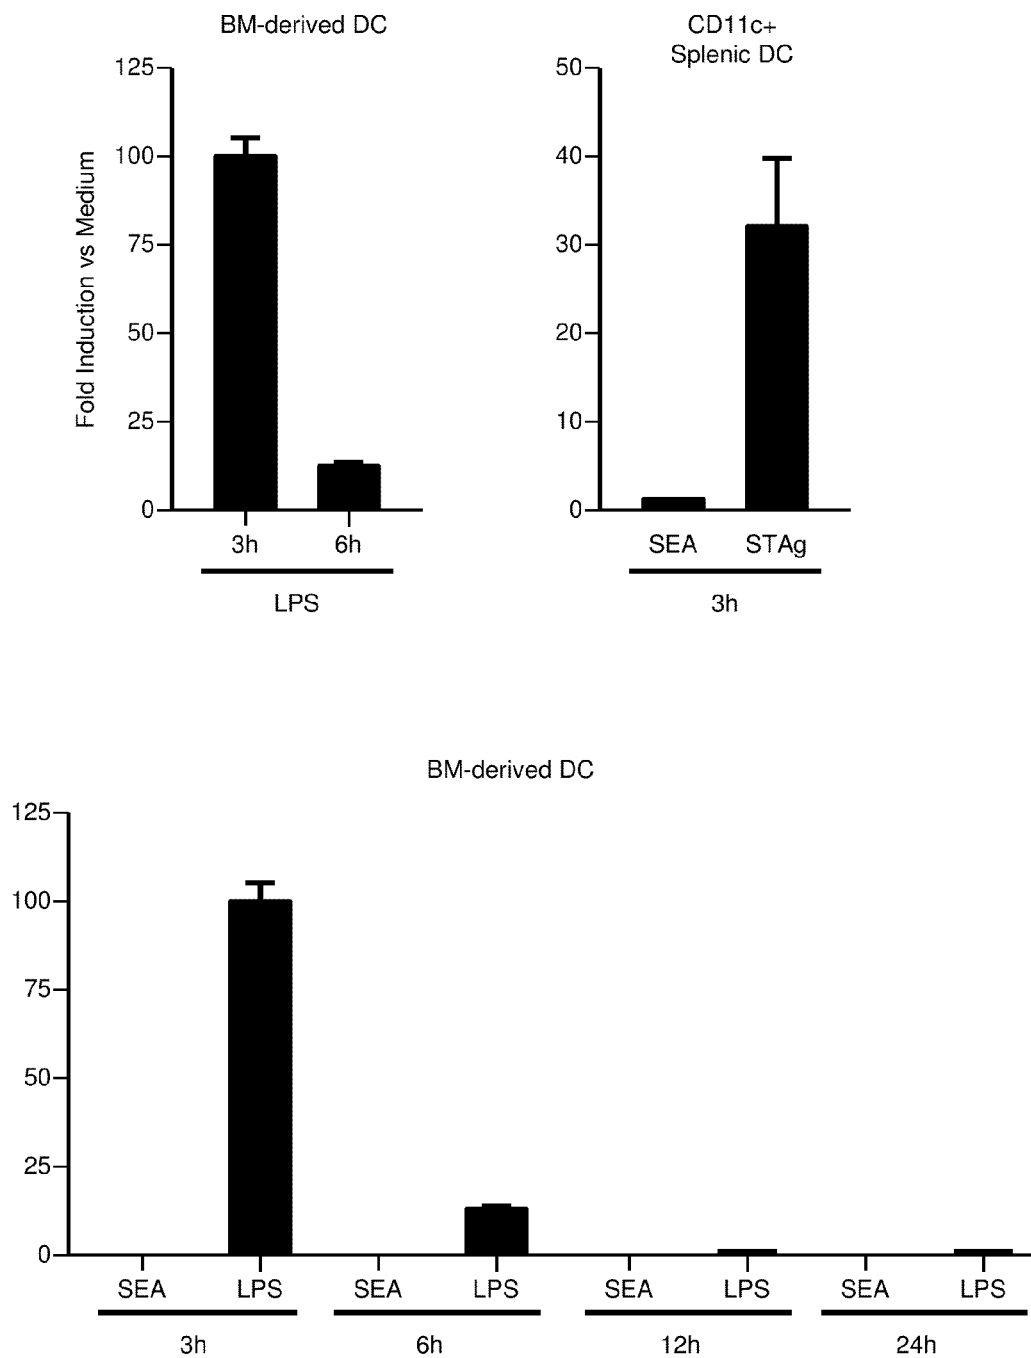 BM-derived DC
125
100
75
50
25
0
Fold Induction vs Medium
3h 6h
LPS
CD11c+
Splenic DC
50
40
30
20
10
0
SEA STAg
3h
BM-derived DC
125
100
75
50
25
0
SEA LPS SEA LPS SEA LPS SEA LPS
3h 6h 12h 24h